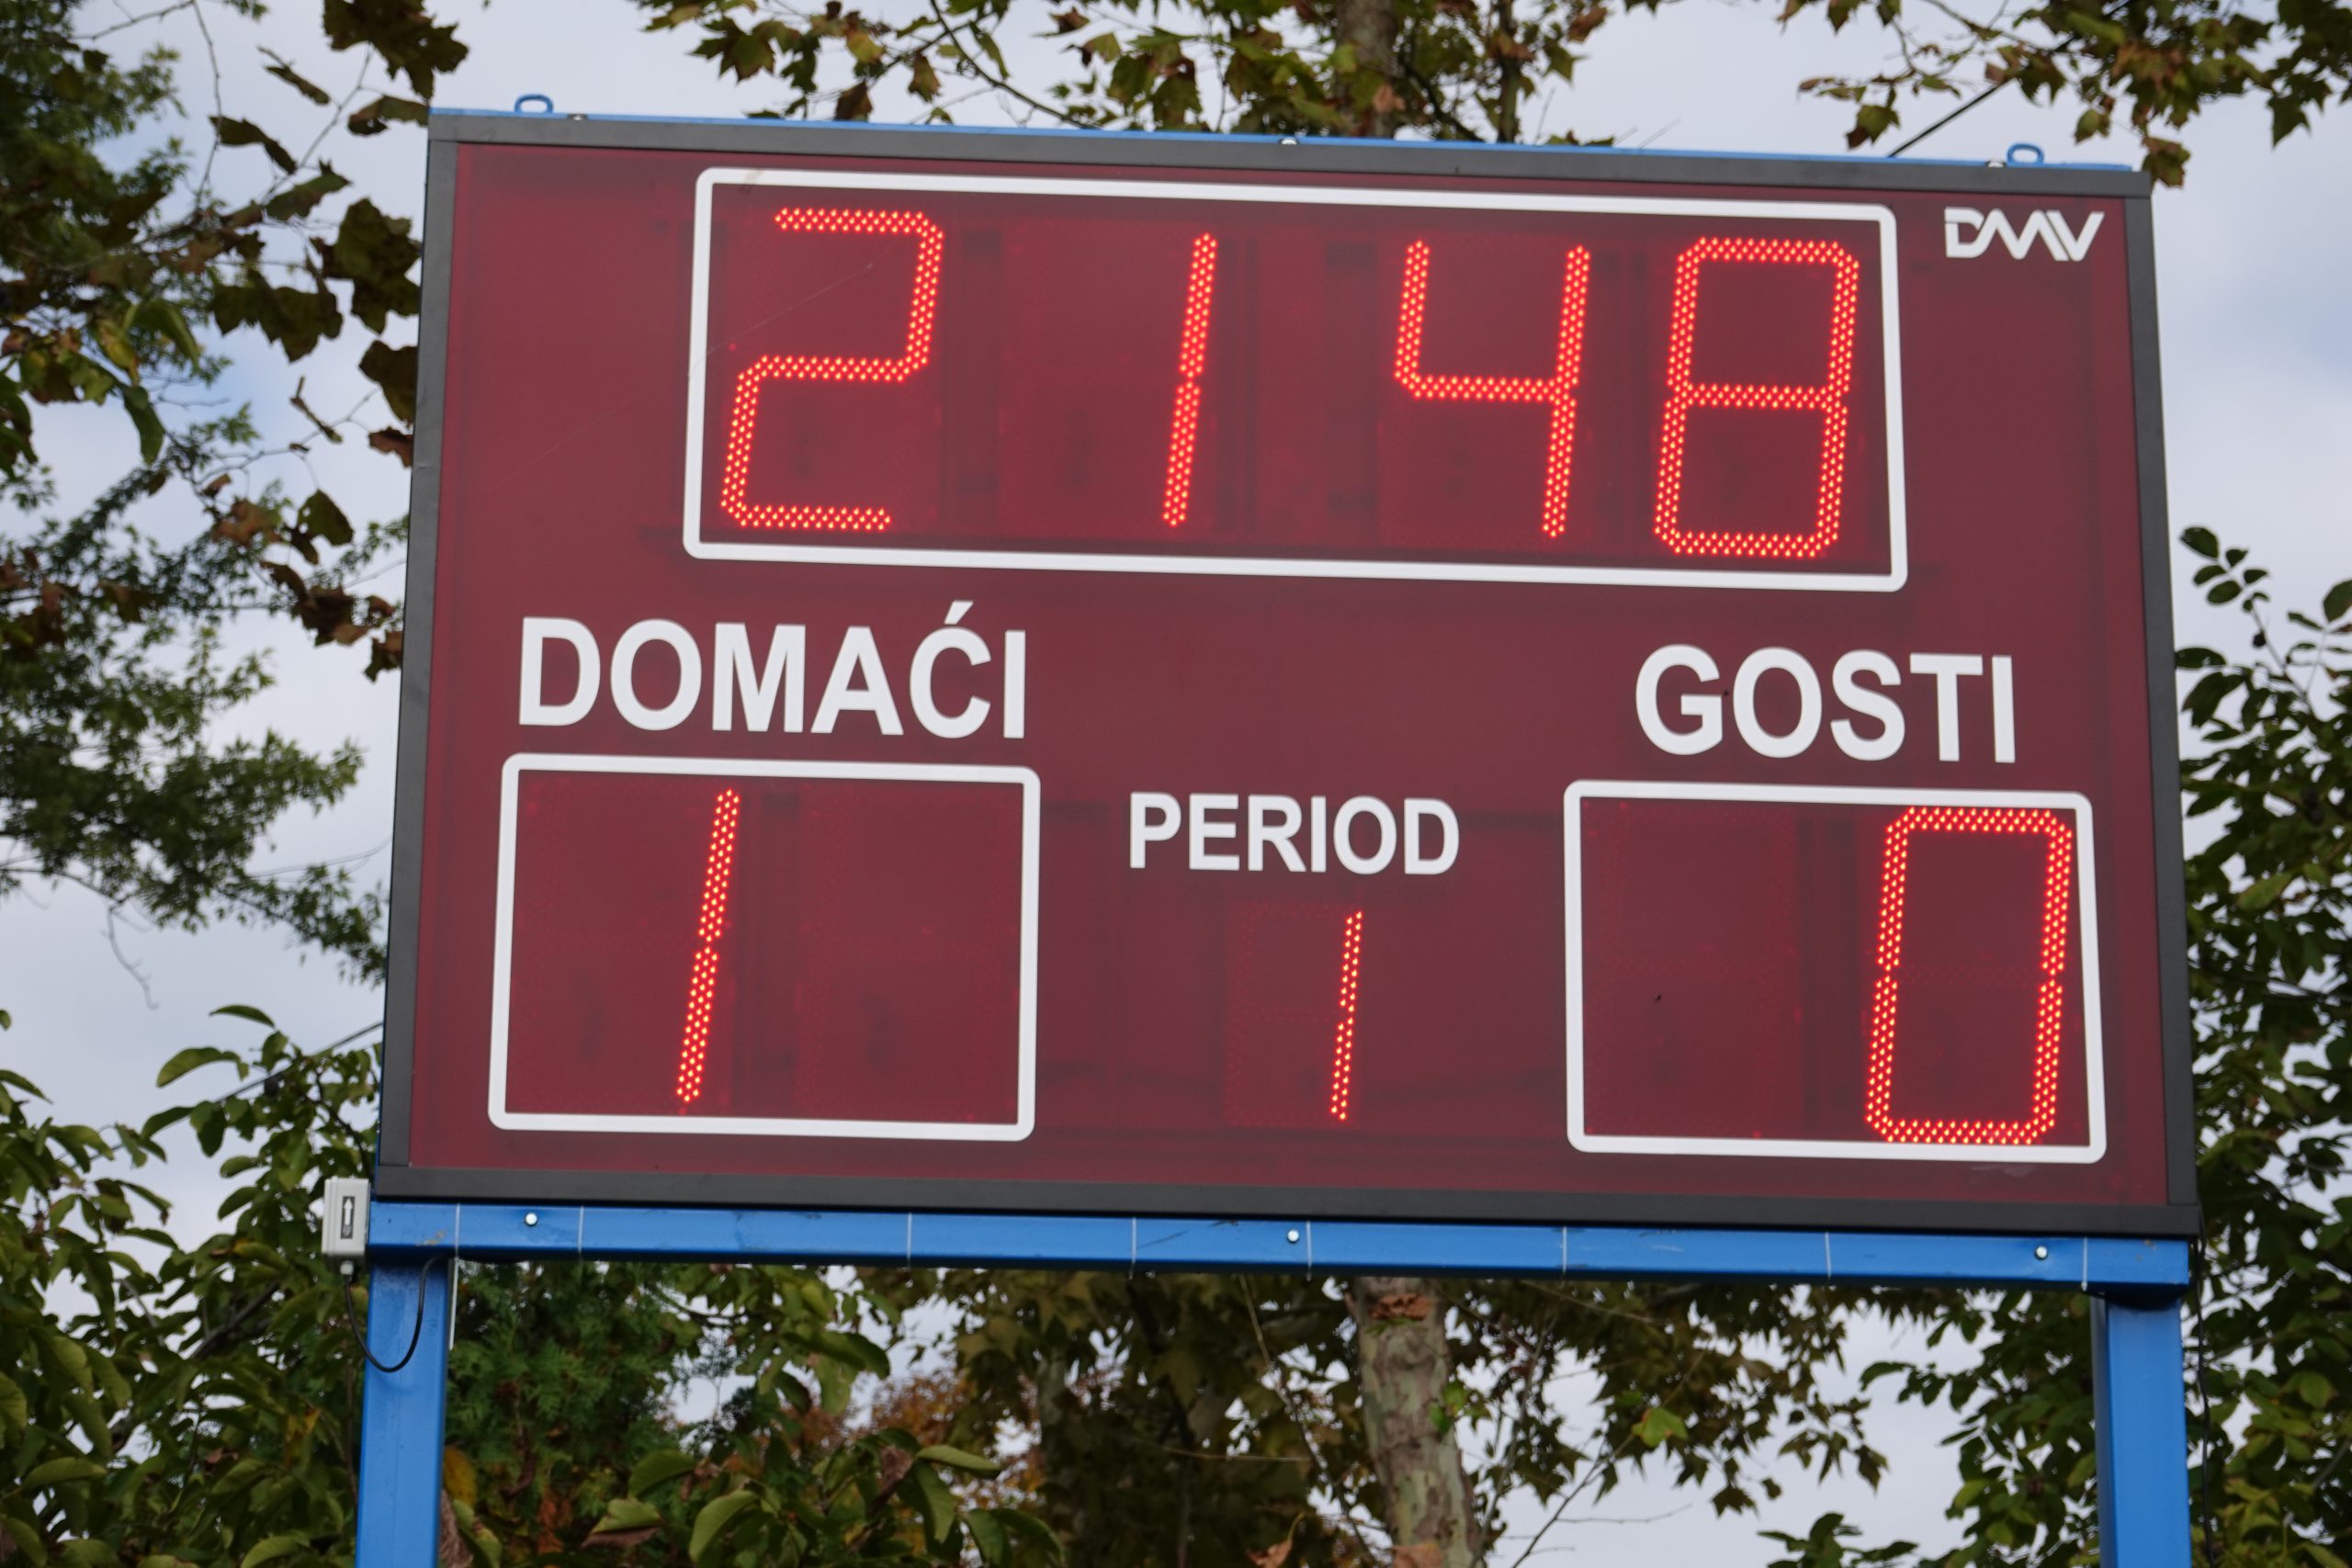 DMV
21 48
DOMAĆI GOSTI
PERIOD
1 1 0